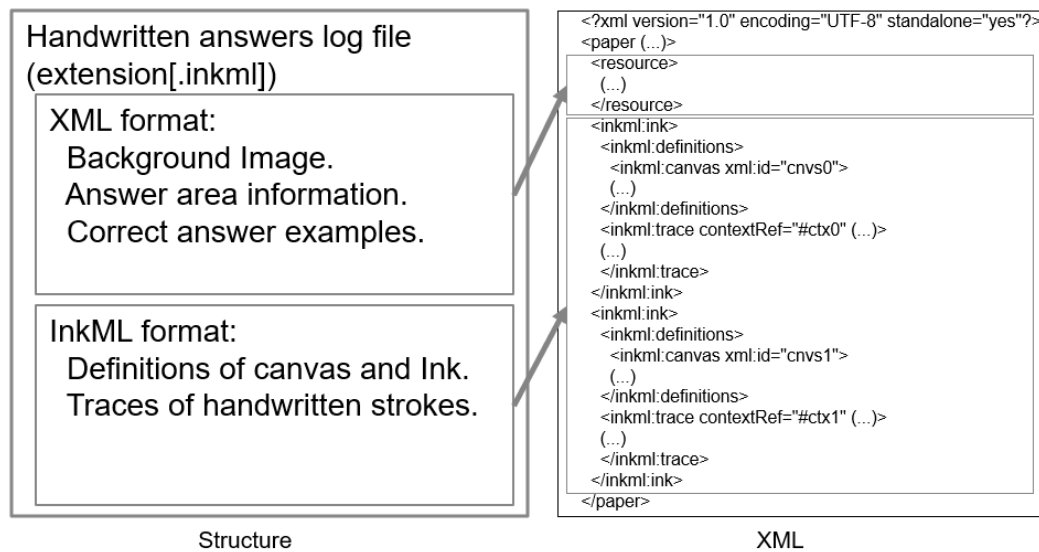 Handwritten answers log file
(extension[.inkml])
XML format:
Background Image.
Answer area information.
Correct answer examples.
InkML format:
Definitions of canvas and Ink.
Traces of handwritten strokes.
Structure
<?xml version="1.0" encoding="UTF-8" standalone="yes"?>
<paper (...)>
<resource>
(...)
</resource>
<inkml:ink>
<inkml:definitions>
<inkml:canvas xml:id="cnvs0">
(...)
</inkml:definitions>
<inkml:trace contextRef="#ctx0" (...)>
(...)
</inkml:trace>
</inkml:ink>
<inkml:ink>
<inkml:definitions>
<inkml:canvas xml:id="cnvs1">
(...)
</inkml:definitions>
<inkml:trace contextRef="#ctx1" (...)>
(...)
</inkml:trace>
</inkml:ink>
</paper>
XML